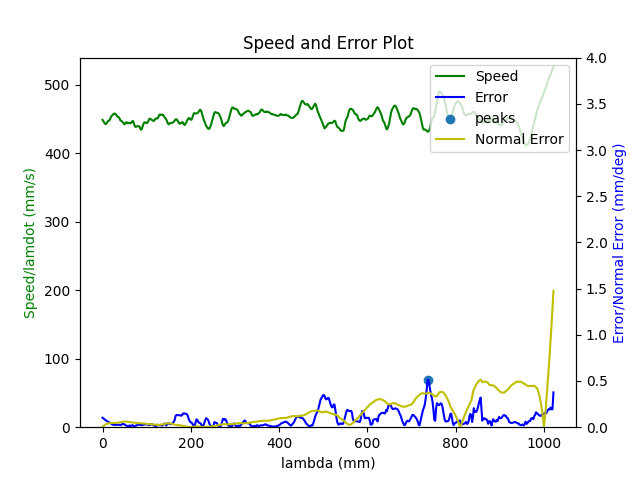 Speed and Error Plot
Speed
Error
peaks
Normal Error
Speed/lamdot (mm/s)
500
400
300
200
100
0
4.0
3.5
3.0
2.5
2.0
1.5
1.0
0.5
0.0
Error/Normal Error (mm/deg)
0 200 400 600 800 1000
lambda (mm)